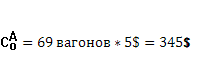 C₀ᴬ = 69 вагонов * 5$ = 345$